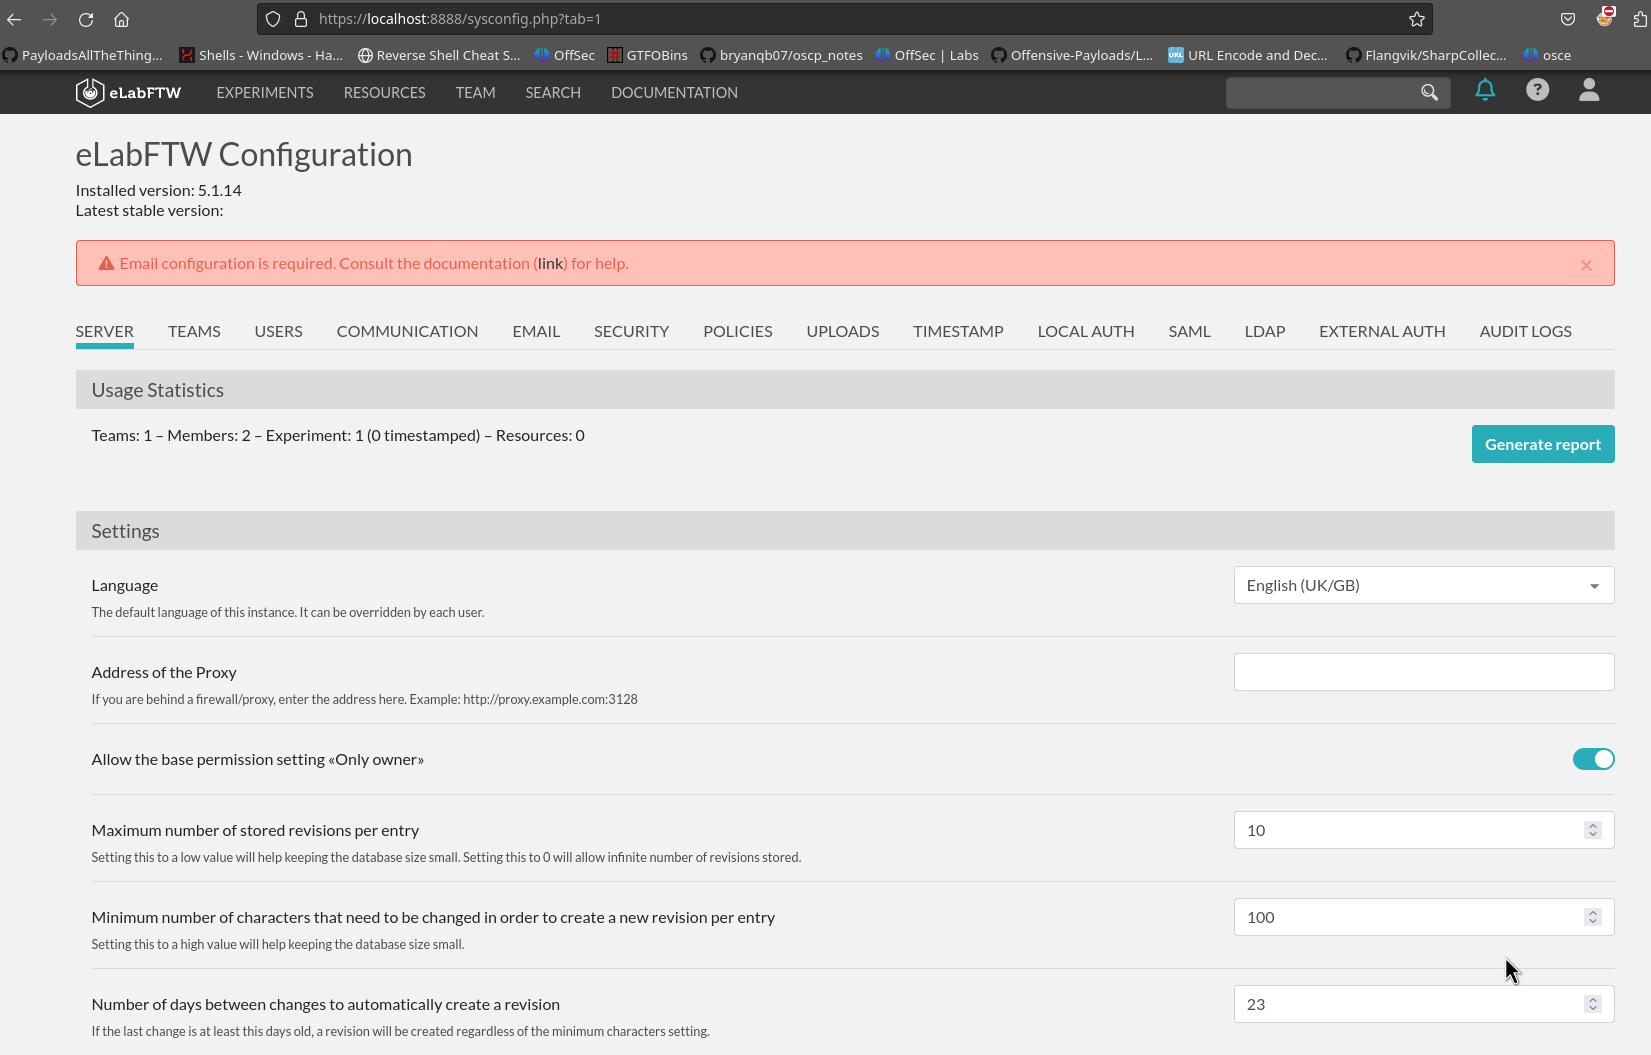 https://localhost:8888/sysconfig.php?tab=1
PayloadsAllTheThing... Shells - Windows - Ha... Reverse Shell Cheat S... OffSec GTFOBins bryanqb07/oscp_notes OffSec | Labs Offensive-Payloads/L... URL URL Encode and Dec... Flangvik/SharpCollec... osce
eLabFTW EXPERIMENTS RESOURCES TEAM SEARCH DOCUMENTATION ?
eLabFTW Configuration
Installed version: 5.1.14
Latest stable version:
Email configuration is required. Consult the documentation (link) for help. ×
SERVER TEAMS USERS COMMUNICATION EMAIL SECURITY POLICIES UPLOADS TIMESTAMP LOCAL AUTH SAML LDAP EXTERNAL AUTH AUDIT LOGS
Usage Statistics
Teams: 1 – Members: 2 – Experiment: 1 (0 timestamped) – Resources: 0
Generate report
Settings
Language
English (UK/GB)
The default language of this instance. It can be overridden by each user.
Address of the Proxy
If you are behind a firewall/proxy, enter the address here. Example: http://proxy.example.com:3128
Allow the base permission setting «Only owner»
Maximum number of stored revisions per entry
10
Setting this to a low value will help keeping the database size small. Setting this to 0 will allow infinite number of revisions stored.
Minimum number of characters that need to be changed in order to create a new revision per entry
100
Setting this to a high value will help keeping the database size small.
Number of days between changes to automatically create a revision
23
If the last change is at least this days old, a revision will be created regardless of the minimum characters setting.